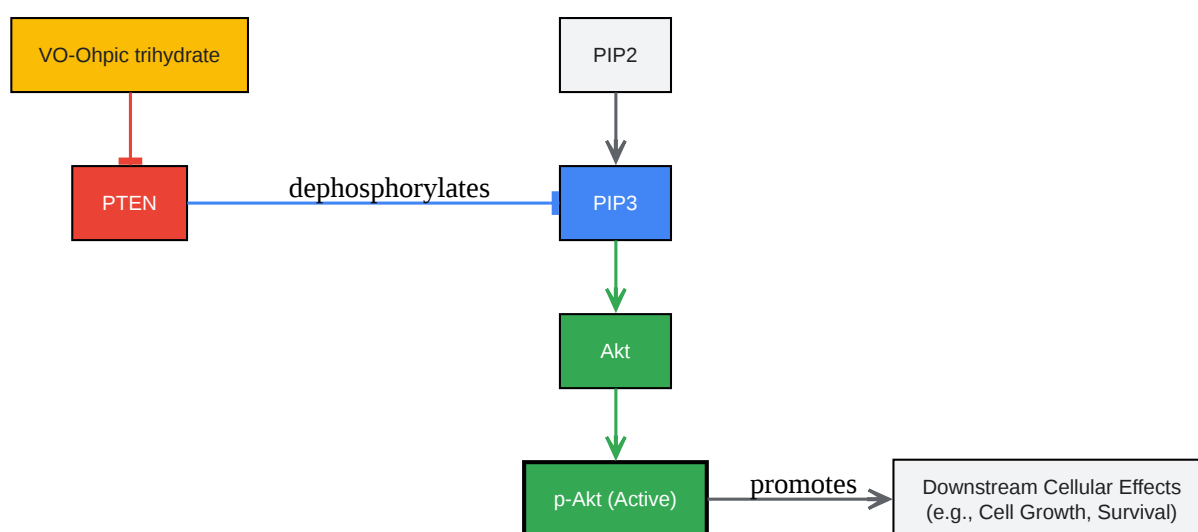 VO-Ohpic trihydrate
PIP2
PTEN
dephosphorylates
PIP3
Akt
p-Akt (Active)
promotes
Downstream Cellular Effects
(e.g., Cell Growth, Survival)